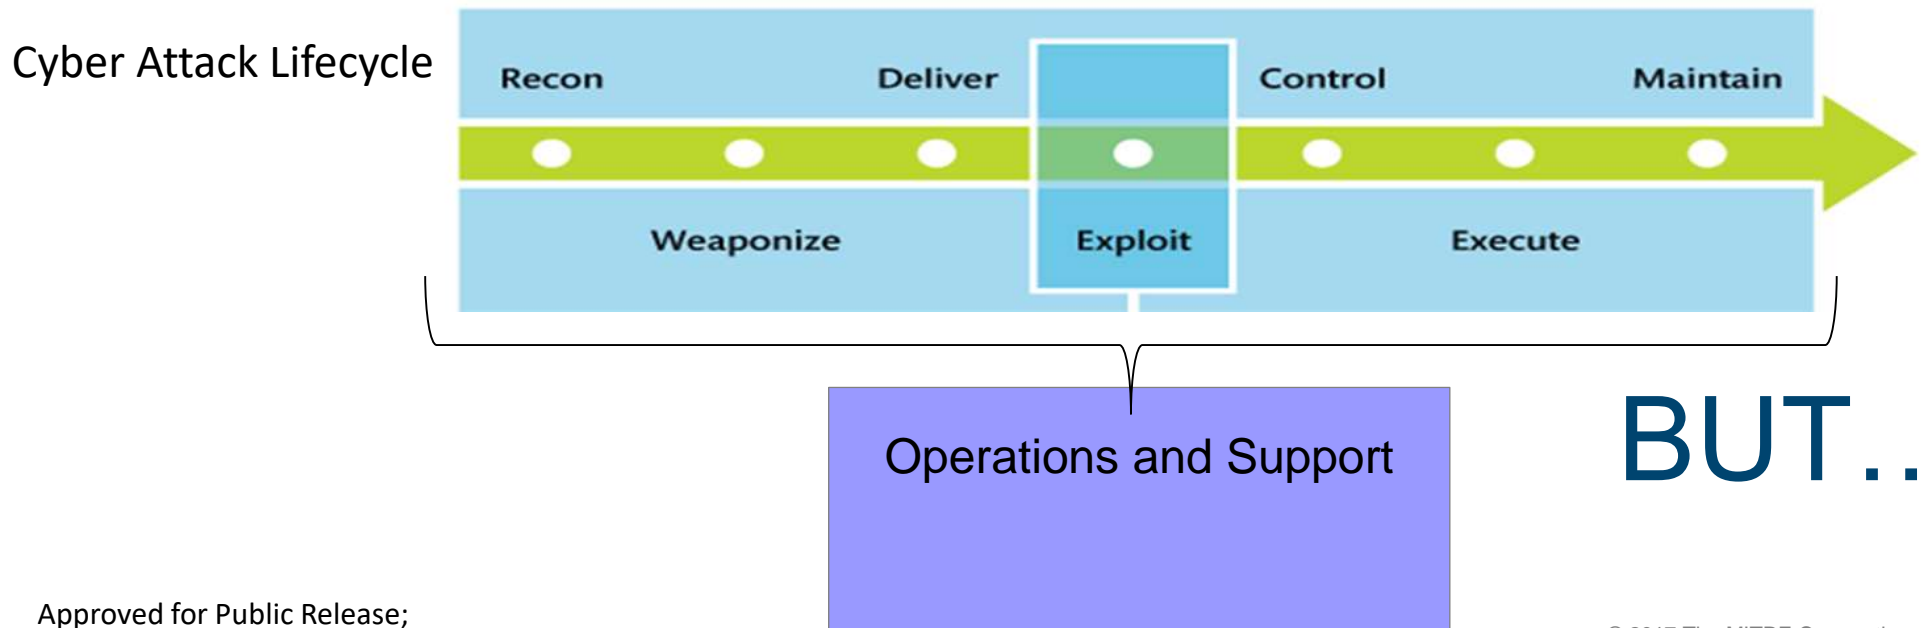 Cyber Attack Lifecycle
Recon Deliver Control Maintain
Weaponize Exploit Execute
Operations and Support
BUT..
Approved for Public Release;